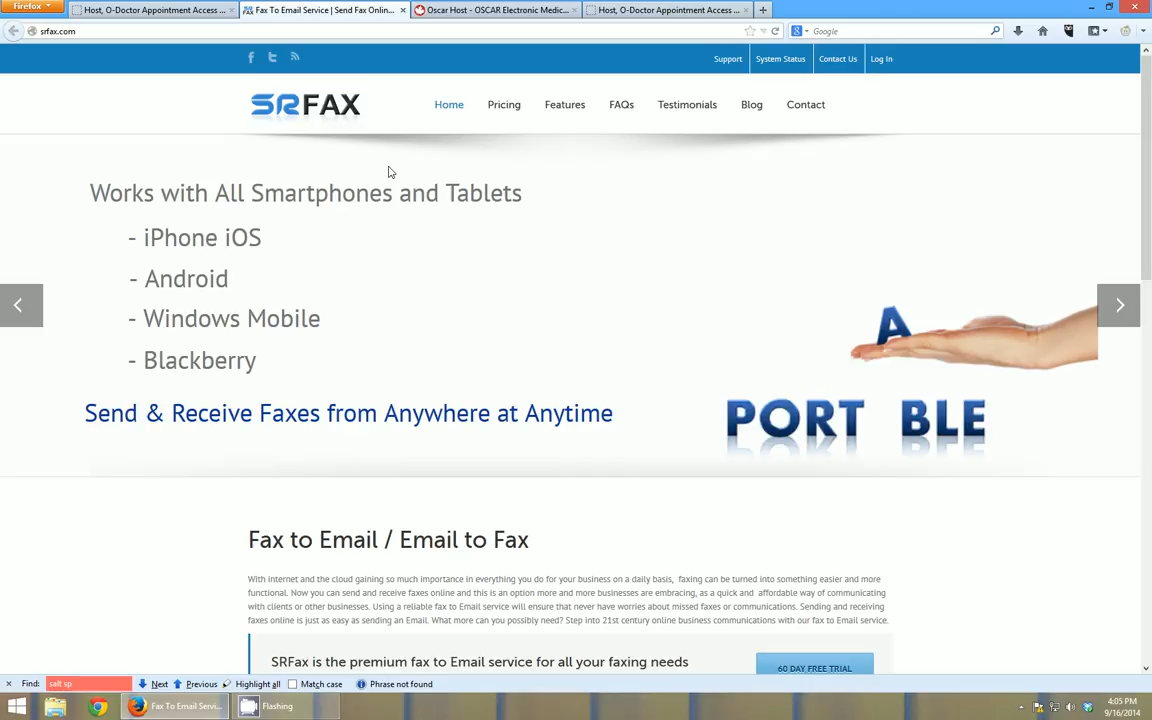 Firefox
Host, O-Doctor Appointment Access ...
Fax To Email Service | Send Fax Onlin...
Oscar Host - OSCAR Electronic Medic...
Host, O-Doctor Appointment Access ...
srfax.com
Google
Support
System Status
Contact Us
Log In
SRFAX
Home
Pricing
Features
FAQs
Testimonials
Blog
Contact
Works with All Smartphones and Tablets
- iPhone iOS
- Android
- Windows Mobile
- Blackberry
Send & Receive Faxes from Anywhere at Anytime
A
PORT BLE
Fax to Email / Email to Fax
With internet and the cloud gaining so much importance in everything you do for your business on a daily basis, faxing can be turned into something easier and more
functional. Now you can send and receive faxes online and this is an option more and more businesses are embracing, as a quick and affordable way of communicating
with clients or other businesses. Using a reliable fax to Email service will ensure that never have worries about missed faxes or communications. Sending and receiving
faxes online is just as easy as sending an Email. What more can you possibly need? Step into 21st century online business communications with our fax to Email service.
SRFax is the premium fax to Email service for all your faxing needs
60 DAY FREE TRIAL
Find:
salt sp
Next
Previous
Highlight all
Match case
Phrase not found
Fax To Email Servi...
Flashing
4:05 PM
9/16/2014